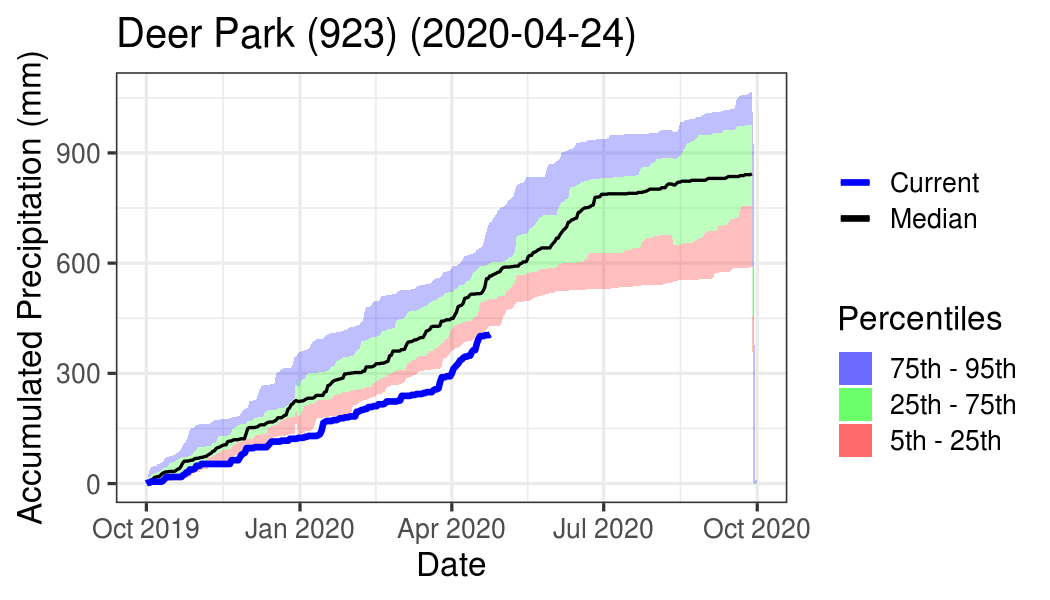 Deer Park (923) (2020-04-24)
Accumulated Precipitation (mm)
900
600
300
0
Oct 2019
Jan 2020
Apr 2020
Jul 2020
Oct 2020
Date
Current
Median
Percentiles
75th - 95th
25th - 75th
5th - 25th